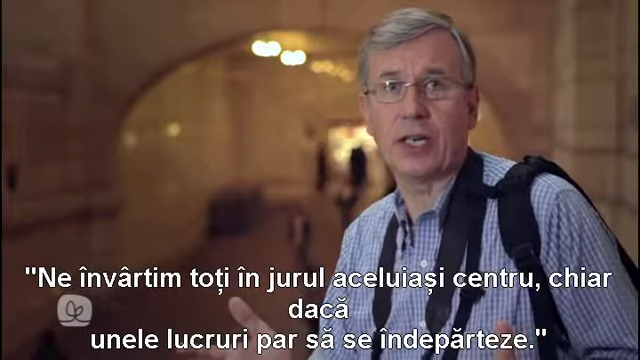 "Ne învârtim toți în jurul aceluiași centru, chiar
dacă
unele lucruri par să se îndepărteze."